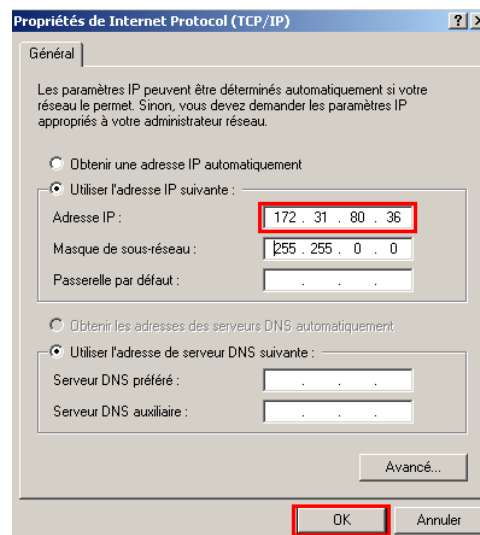 Propriétés de Internet Protocol (TCP/IP)
Général
Les paramètres IP peuvent être déterminés automatiquement si votre
réseau le permet. Sinon, vous devez demander les paramètres IP
appropriés à votre administrateur réseau.
Obtenir une adresse IP automatiquement
Utiliser l'adresse IP suivante :
Adresse IP : 172 . 31 . 80 . 36
Masque de sous-réseau : 255 . 255 . 0 . 0
Passerelle par défaut : . . .
Obtenir les adresses des serveurs DNS automatiquement
Utiliser l'adresse de serveur DNS suivante :
Serveur DNS préféré : . . .
Serveur DNS auxiliaire : . . .
Avancé...
OK Annuler